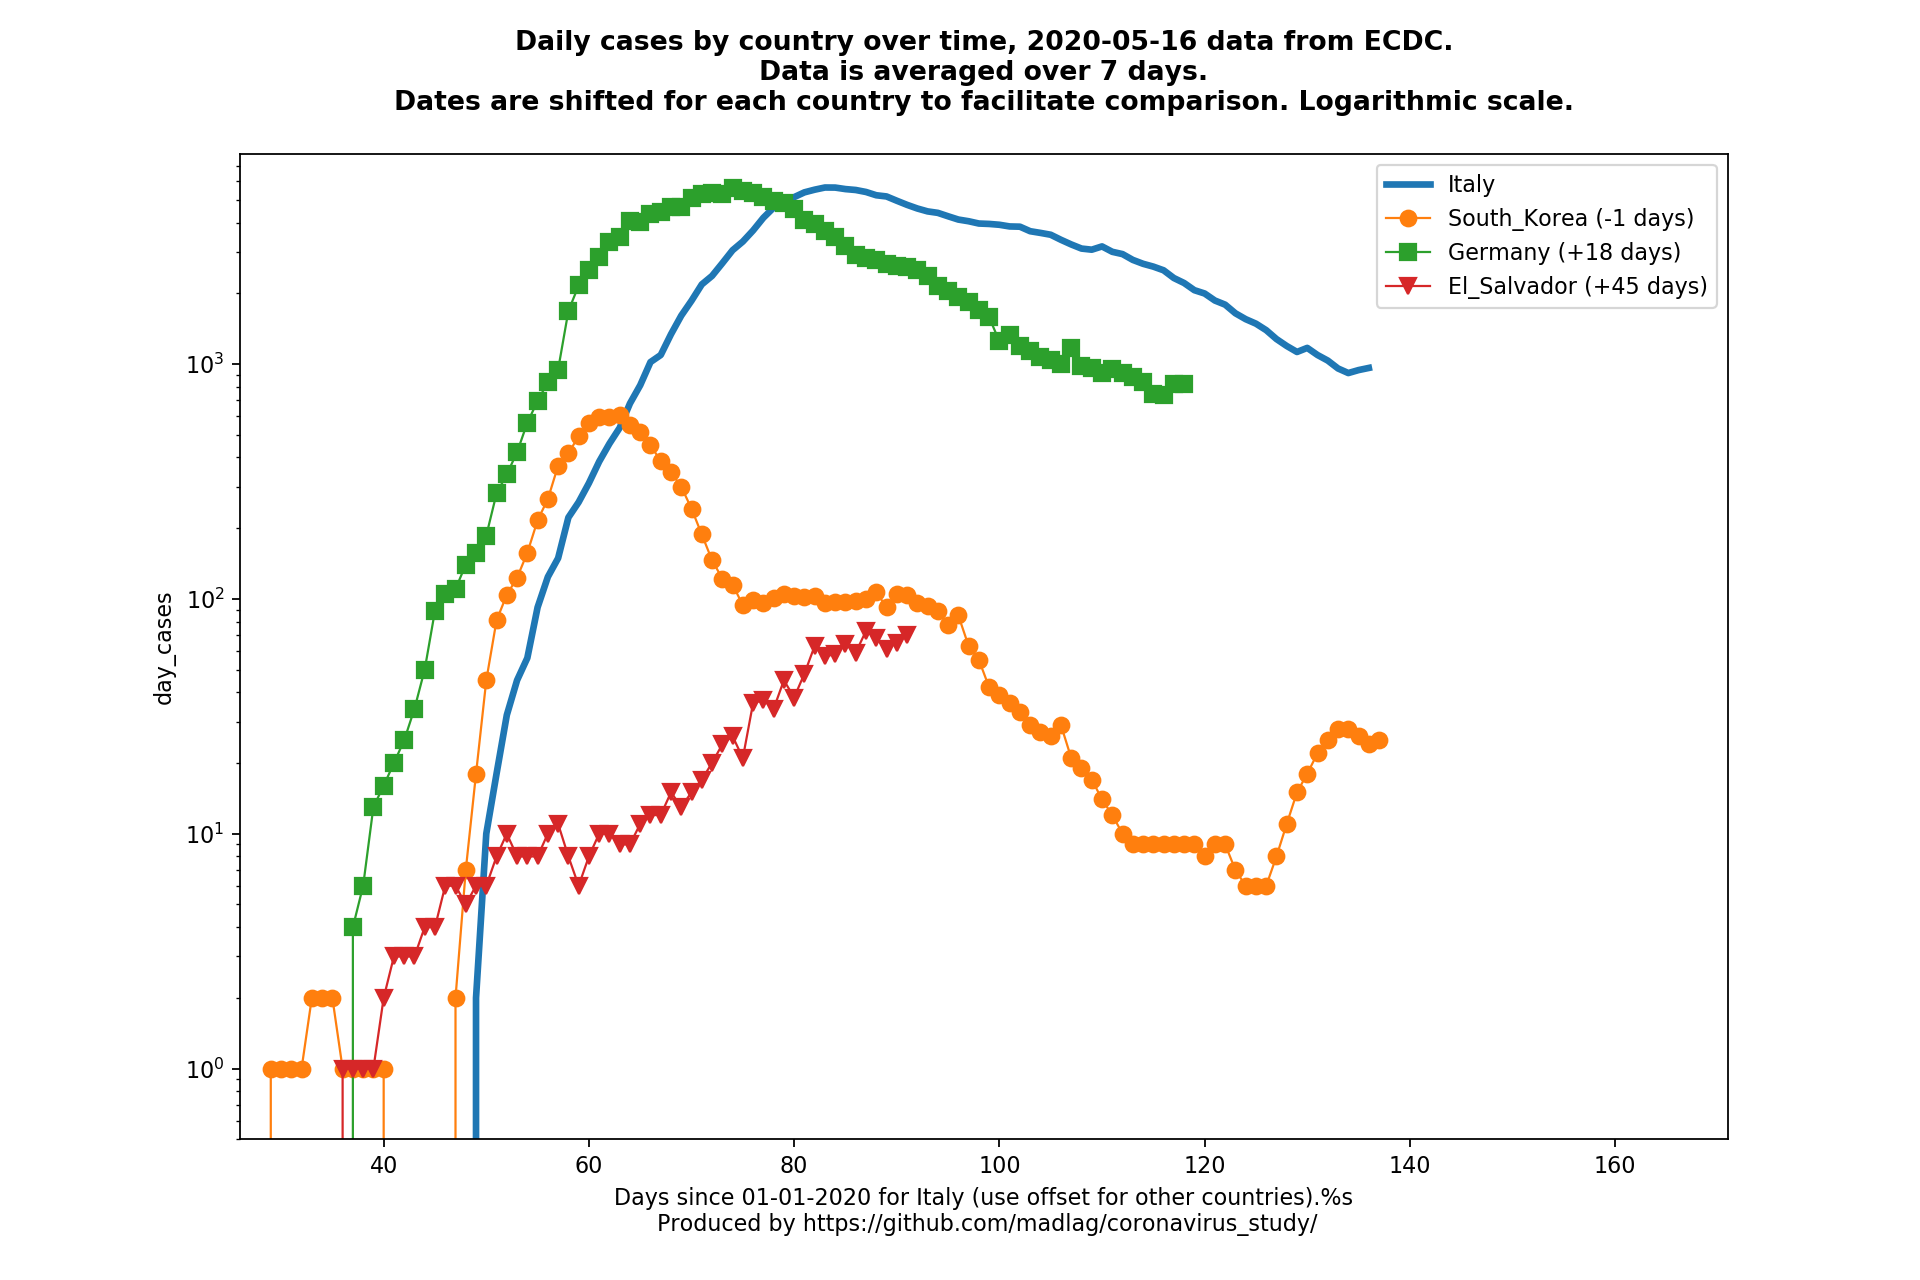 Daily cases by country over time, 2020-05-16 data from ECDC.
Data is averaged over 7 days.
Dates are shifted for each country to facilitate comparison. Logarithmic scale.
Italy
South_Korea (-1 days)
Germany (+18 days)
El_Salvador (+45 days)
day_cases
10³
10²
10¹
10⁰
40 60 80 100 120 140 160
Days since 01-01-2020 for Italy (use offset for other countries).%s
Produced by https://github.com/madlag/coronavirus_study/